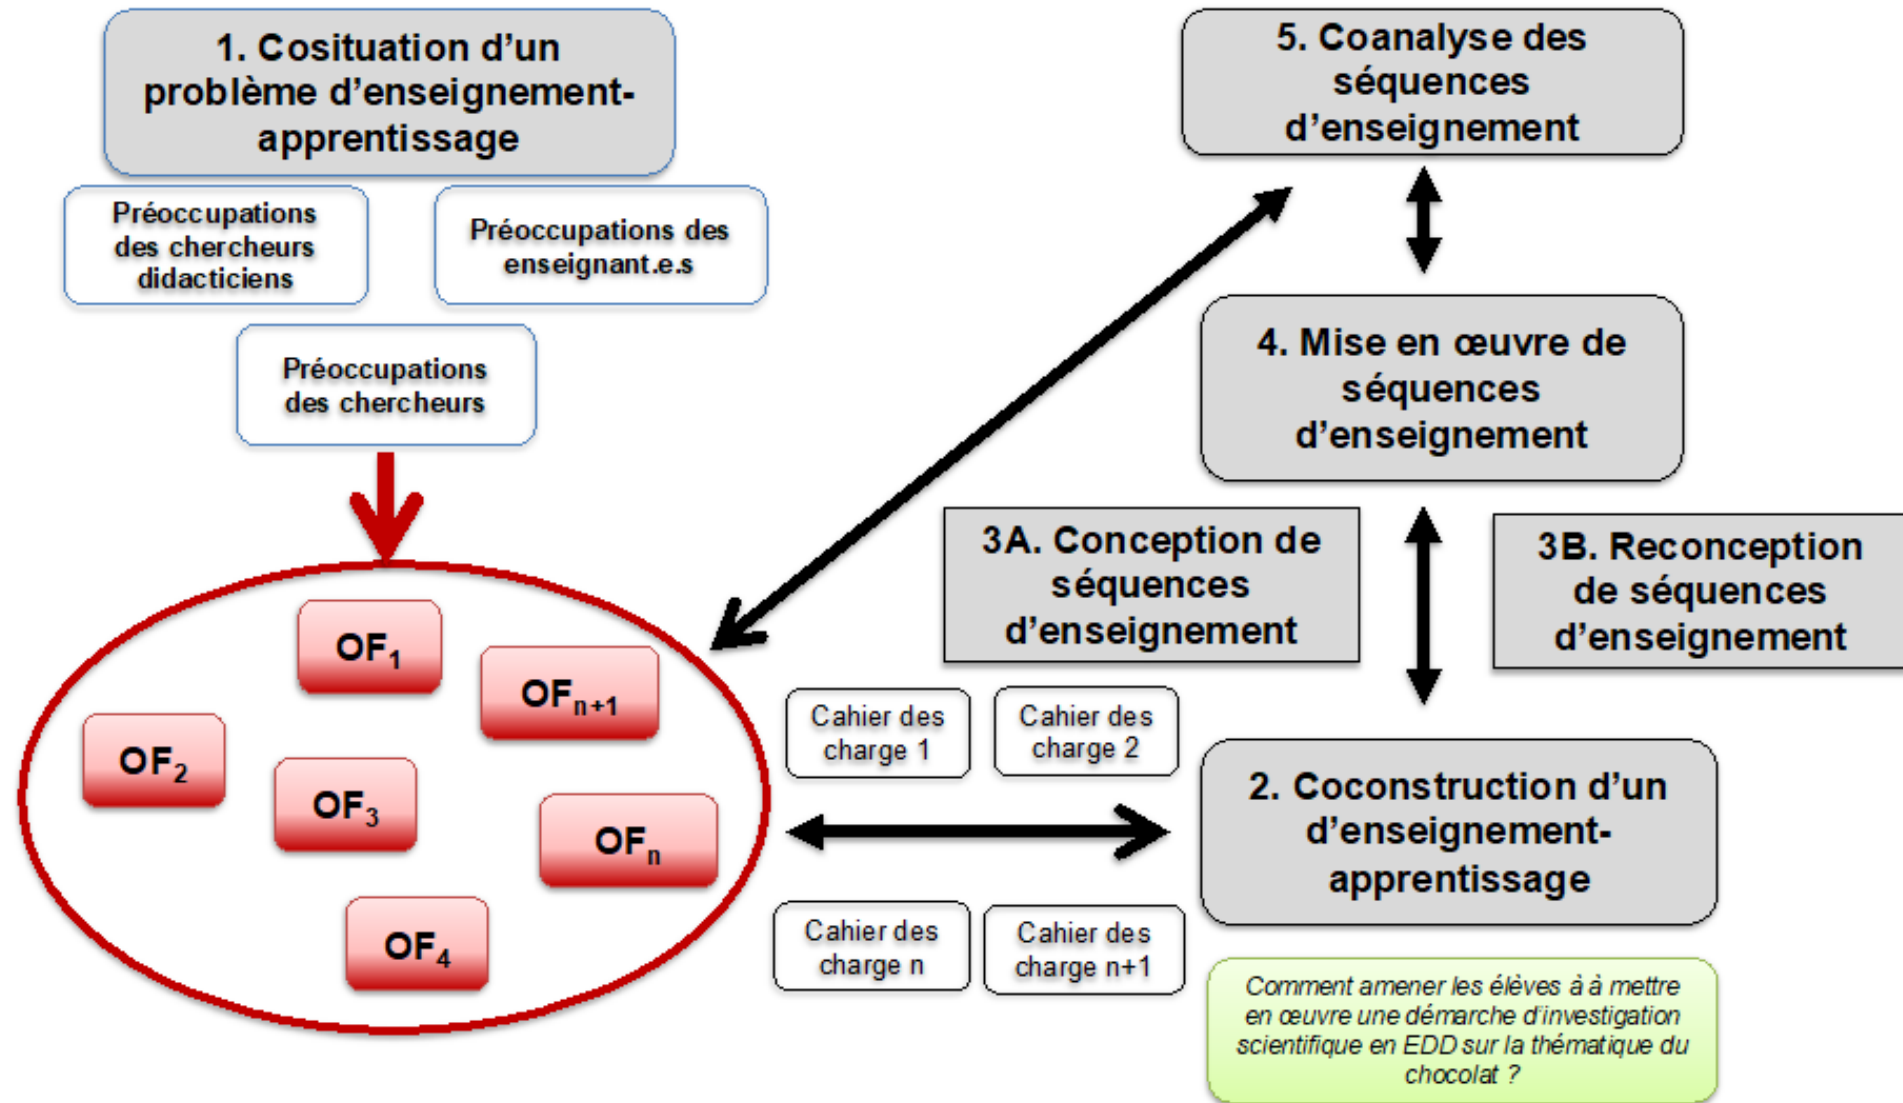 1. Cosituation d'un
problème d'enseignement-
apprentissage
Préoccupations
des chercheurs
didacticiens
Préoccupations des
enseignant.e.s
Préoccupations
des chercheurs
OF1
OFn+1
OF2
OF3
OFn
OF4
5. Coanalyse des
séquences
d'enseignement
4. Mise en œuvre de
séquences
d'enseignement
3A. Conception de
séquences
d'enseignement
3B. Reconception
de séquences
d'enseignement
Cahier des
charge 1
Cahier des
charge 2
Cahier des
charge n
Cahier des
charge n+1
2. Coconstruction d'un
d'enseignement-
apprentissage
Comment amener les élèves à à mettre
en œuvre une démarche d'investigation
scientifique en EDD sur la thématique du
chocolat ?